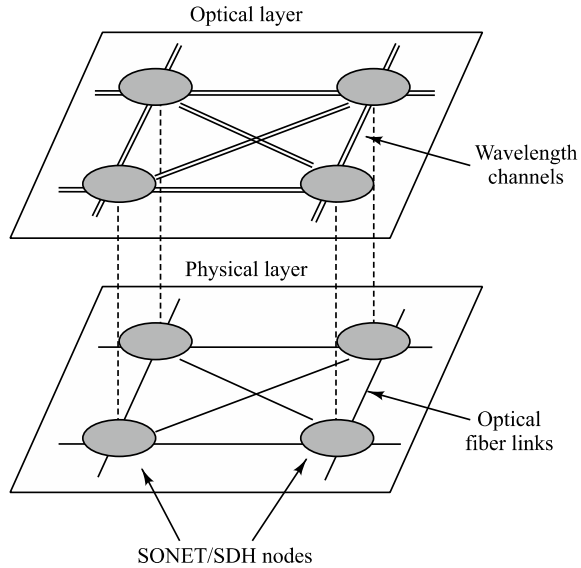 Optical layer
Wavelength
channels
Physical layer
Optical
fiber links
SONET/SDH nodes